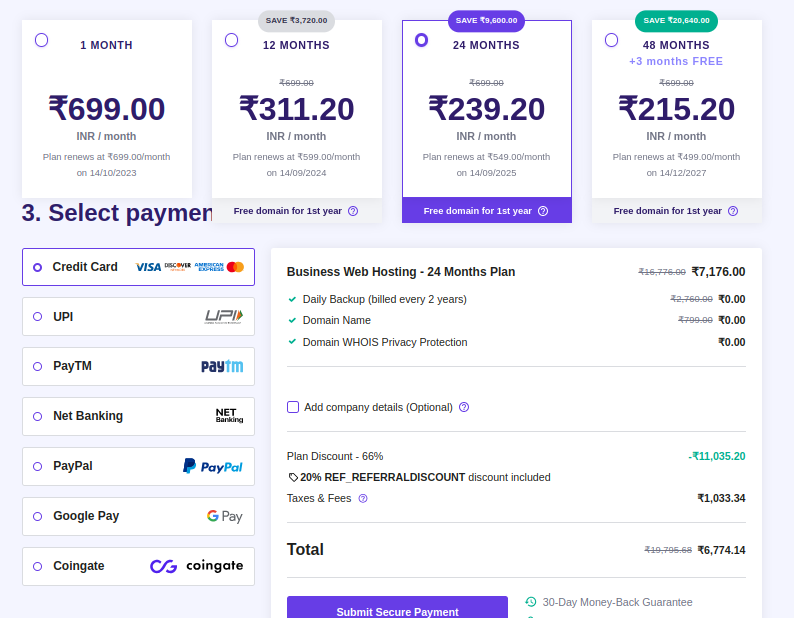 SAVE ₹3,720.00
SAVE ₹9,600.00
SAVE ₹20,640.00
1 MONTH
12 MONTHS
24 MONTHS
48 MONTHS
+3 months FREE
₹699.00
₹699.00
₹699.00
₹699.00
₹311.20
₹239.20
₹215.20
INR / month
INR / month
INR / month
INR / month
Plan renews at ₹699.00/month
on 14/10/2023
Plan renews at ₹599.00/month
on 14/09/2024
Plan renews at ₹549.00/month
on 14/09/2025
Plan renews at ₹499.00/month
on 14/12/2027
Free domain for 1st year
Free domain for 1st year
Free domain for 1st year
3. Select paymen
Credit Card VISA DISCOVER AMERICAN EXPRESS
UPI UPI
PayTM paytm
Net Banking NET Banking
PayPal PayPal
Google Pay G Pay
Coingate coingate
Business Web Hosting - 24 Months Plan ₹16,776.00 ₹7,176.00
Daily Backup (billed every 2 years) ₹2,760.00 ₹0.00
Domain Name ₹799.00 ₹0.00
Domain WHOIS Privacy Protection ₹0.00
Add company details (Optional)
Plan Discount - 66% -₹11,035.20
20% REF_REFERRALDISCOUNT discount included
Taxes & Fees ₹1,033.34
Total ₹19,795.68 ₹6,774.14
Submit Secure Payment
30-Day Money-Back Guarantee